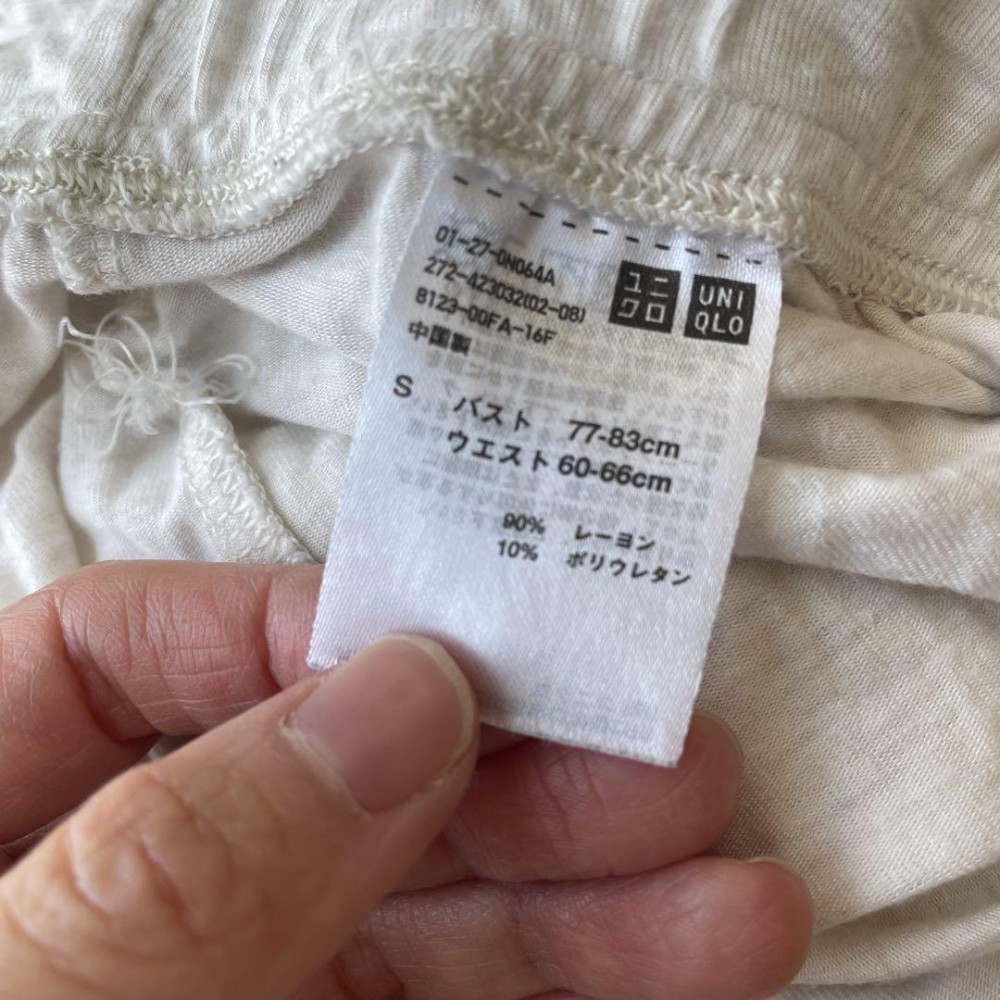 01-27-0N064A
272-423032(02-08)
8123-00FA-16F
中国製
ユニ
クロ
UNI
QLO
S
バスト 77-83cm
ウエスト 60-66cm
90% レーヨン
10% ポリウレタン